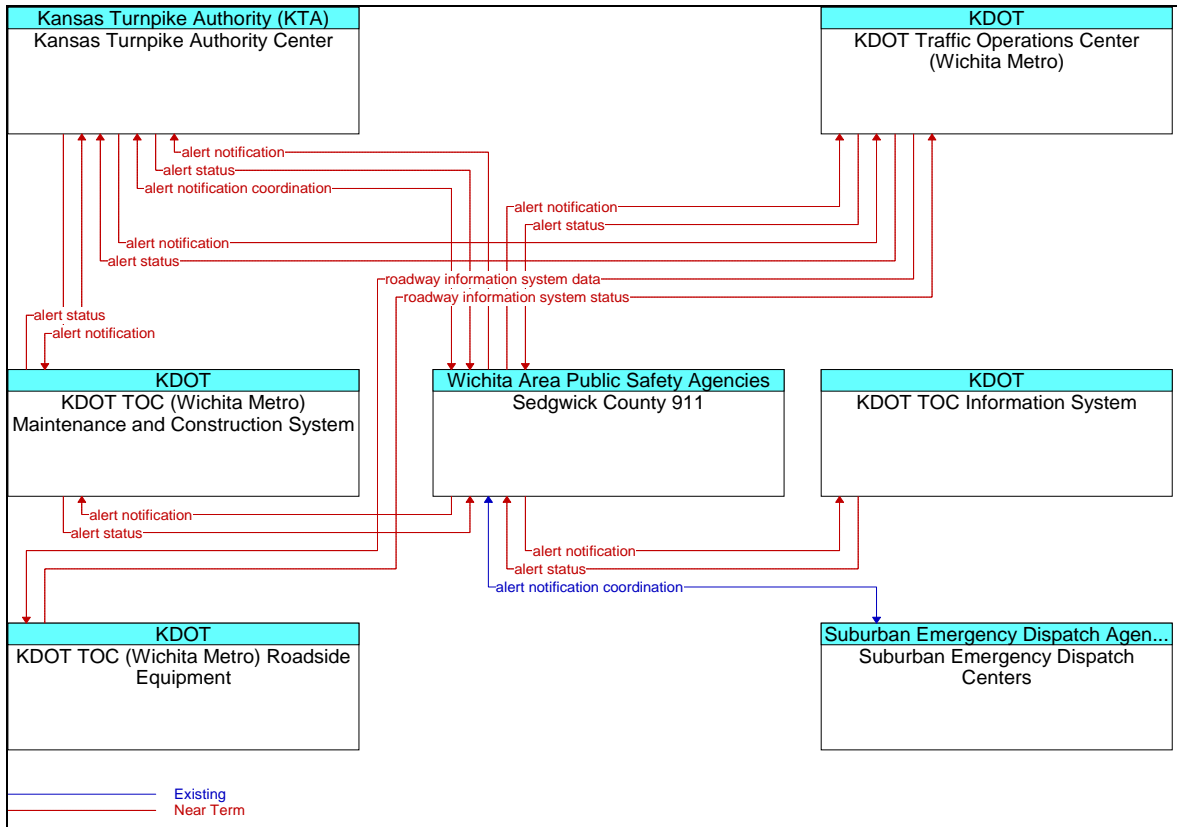 Kansas Turnpike Authority (KTA)
Kansas Turnpike Authority Center
KDOT
KDOT Traffic Operations Center
(Wichita Metro)
alert notification
alert status
alert notification coordination
alert notification
alert status
alert notification
alert status
roadway information system data
roadway information system status
alert status
alert notification
KDOT
KDOT TOC (Wichita Metro)
Maintenance and Construction System
Wichita Area Public Safety Agencies
Sedgwick County 911
KDOT
KDOT TOC Information System
alert notification
alert status
alert notification
alert status
alert notification coordination
KDOT
KDOT TOC (Wichita Metro) Roadside
Equipment
Suburban Emergency Dispatch Agen...
Suburban Emergency Dispatch
Centers
Existing
Near Term